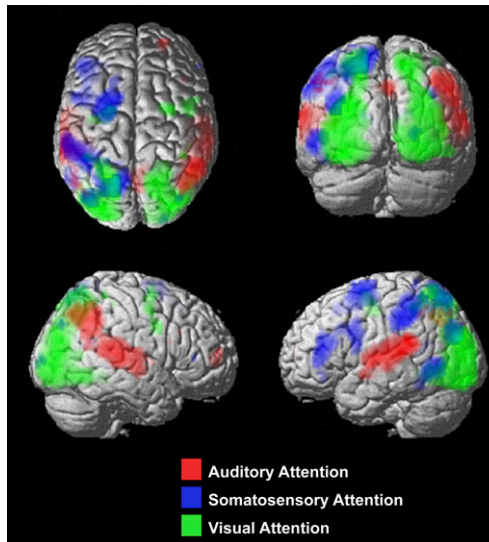 Auditory Attention
Somatosensory Attention
Visual Attention